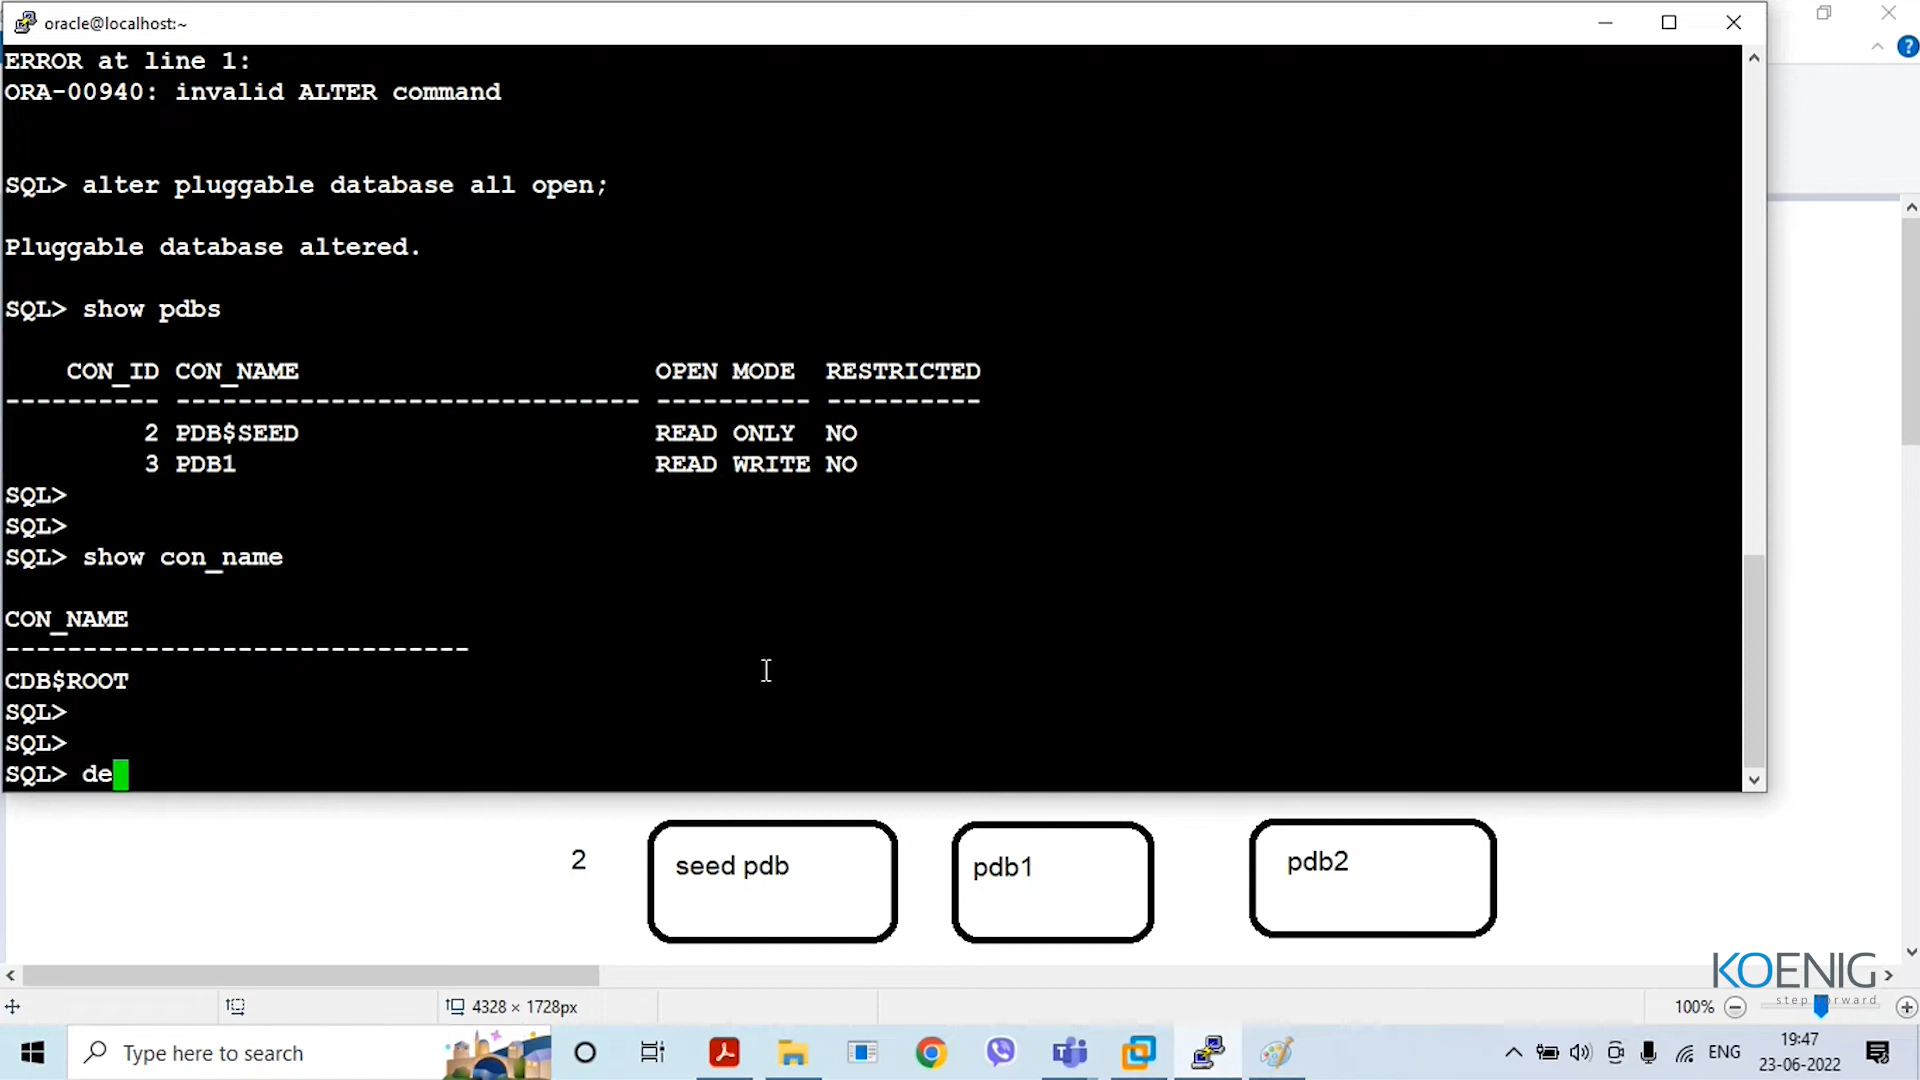 oracle@localhost:~
ERROR at line 1:
ORA-00940: invalid ALTER command
SQL> alter pluggable database all open;
Pluggable database altered.
SQL> show pdbs
CON_ID CON_NAME OPEN MODE RESTRICTED
---------- ------------------------------ ---------- ----------
2 PDB$SEED READ ONLY NO
3 PDB1 READ WRITE NO
SQL>
SQL>
SQL> show con_name
CON_NAME
------------------------------
CDB$ROOT
SQL>
SQL>
SQL> de
2 seed pdb pdb1 pdb2
KOENIG
step forward
4328 × 1728px 100%
Type here to search ENG 19:47
23-06-2022